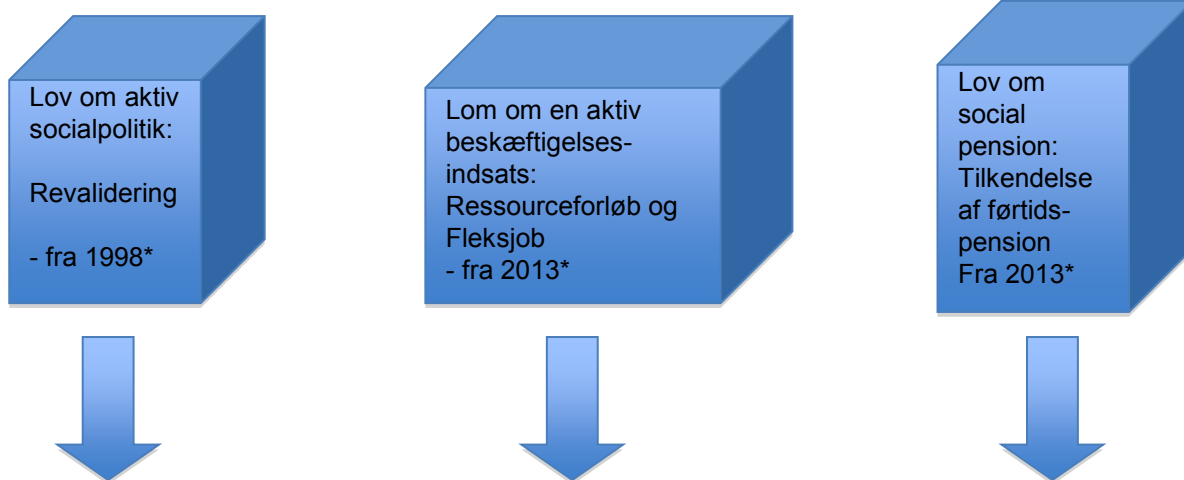 Lov om aktiv
socialpolitik:
Revalidering
- fra 1998*
Lom om en aktiv
beskæftigelses-
indsats:
Ressourceforløb og
Fleksjob
- fra 2013*
Lov om
social
pension:
Tilkendelse
af førtids-
pension
Fra 2013*